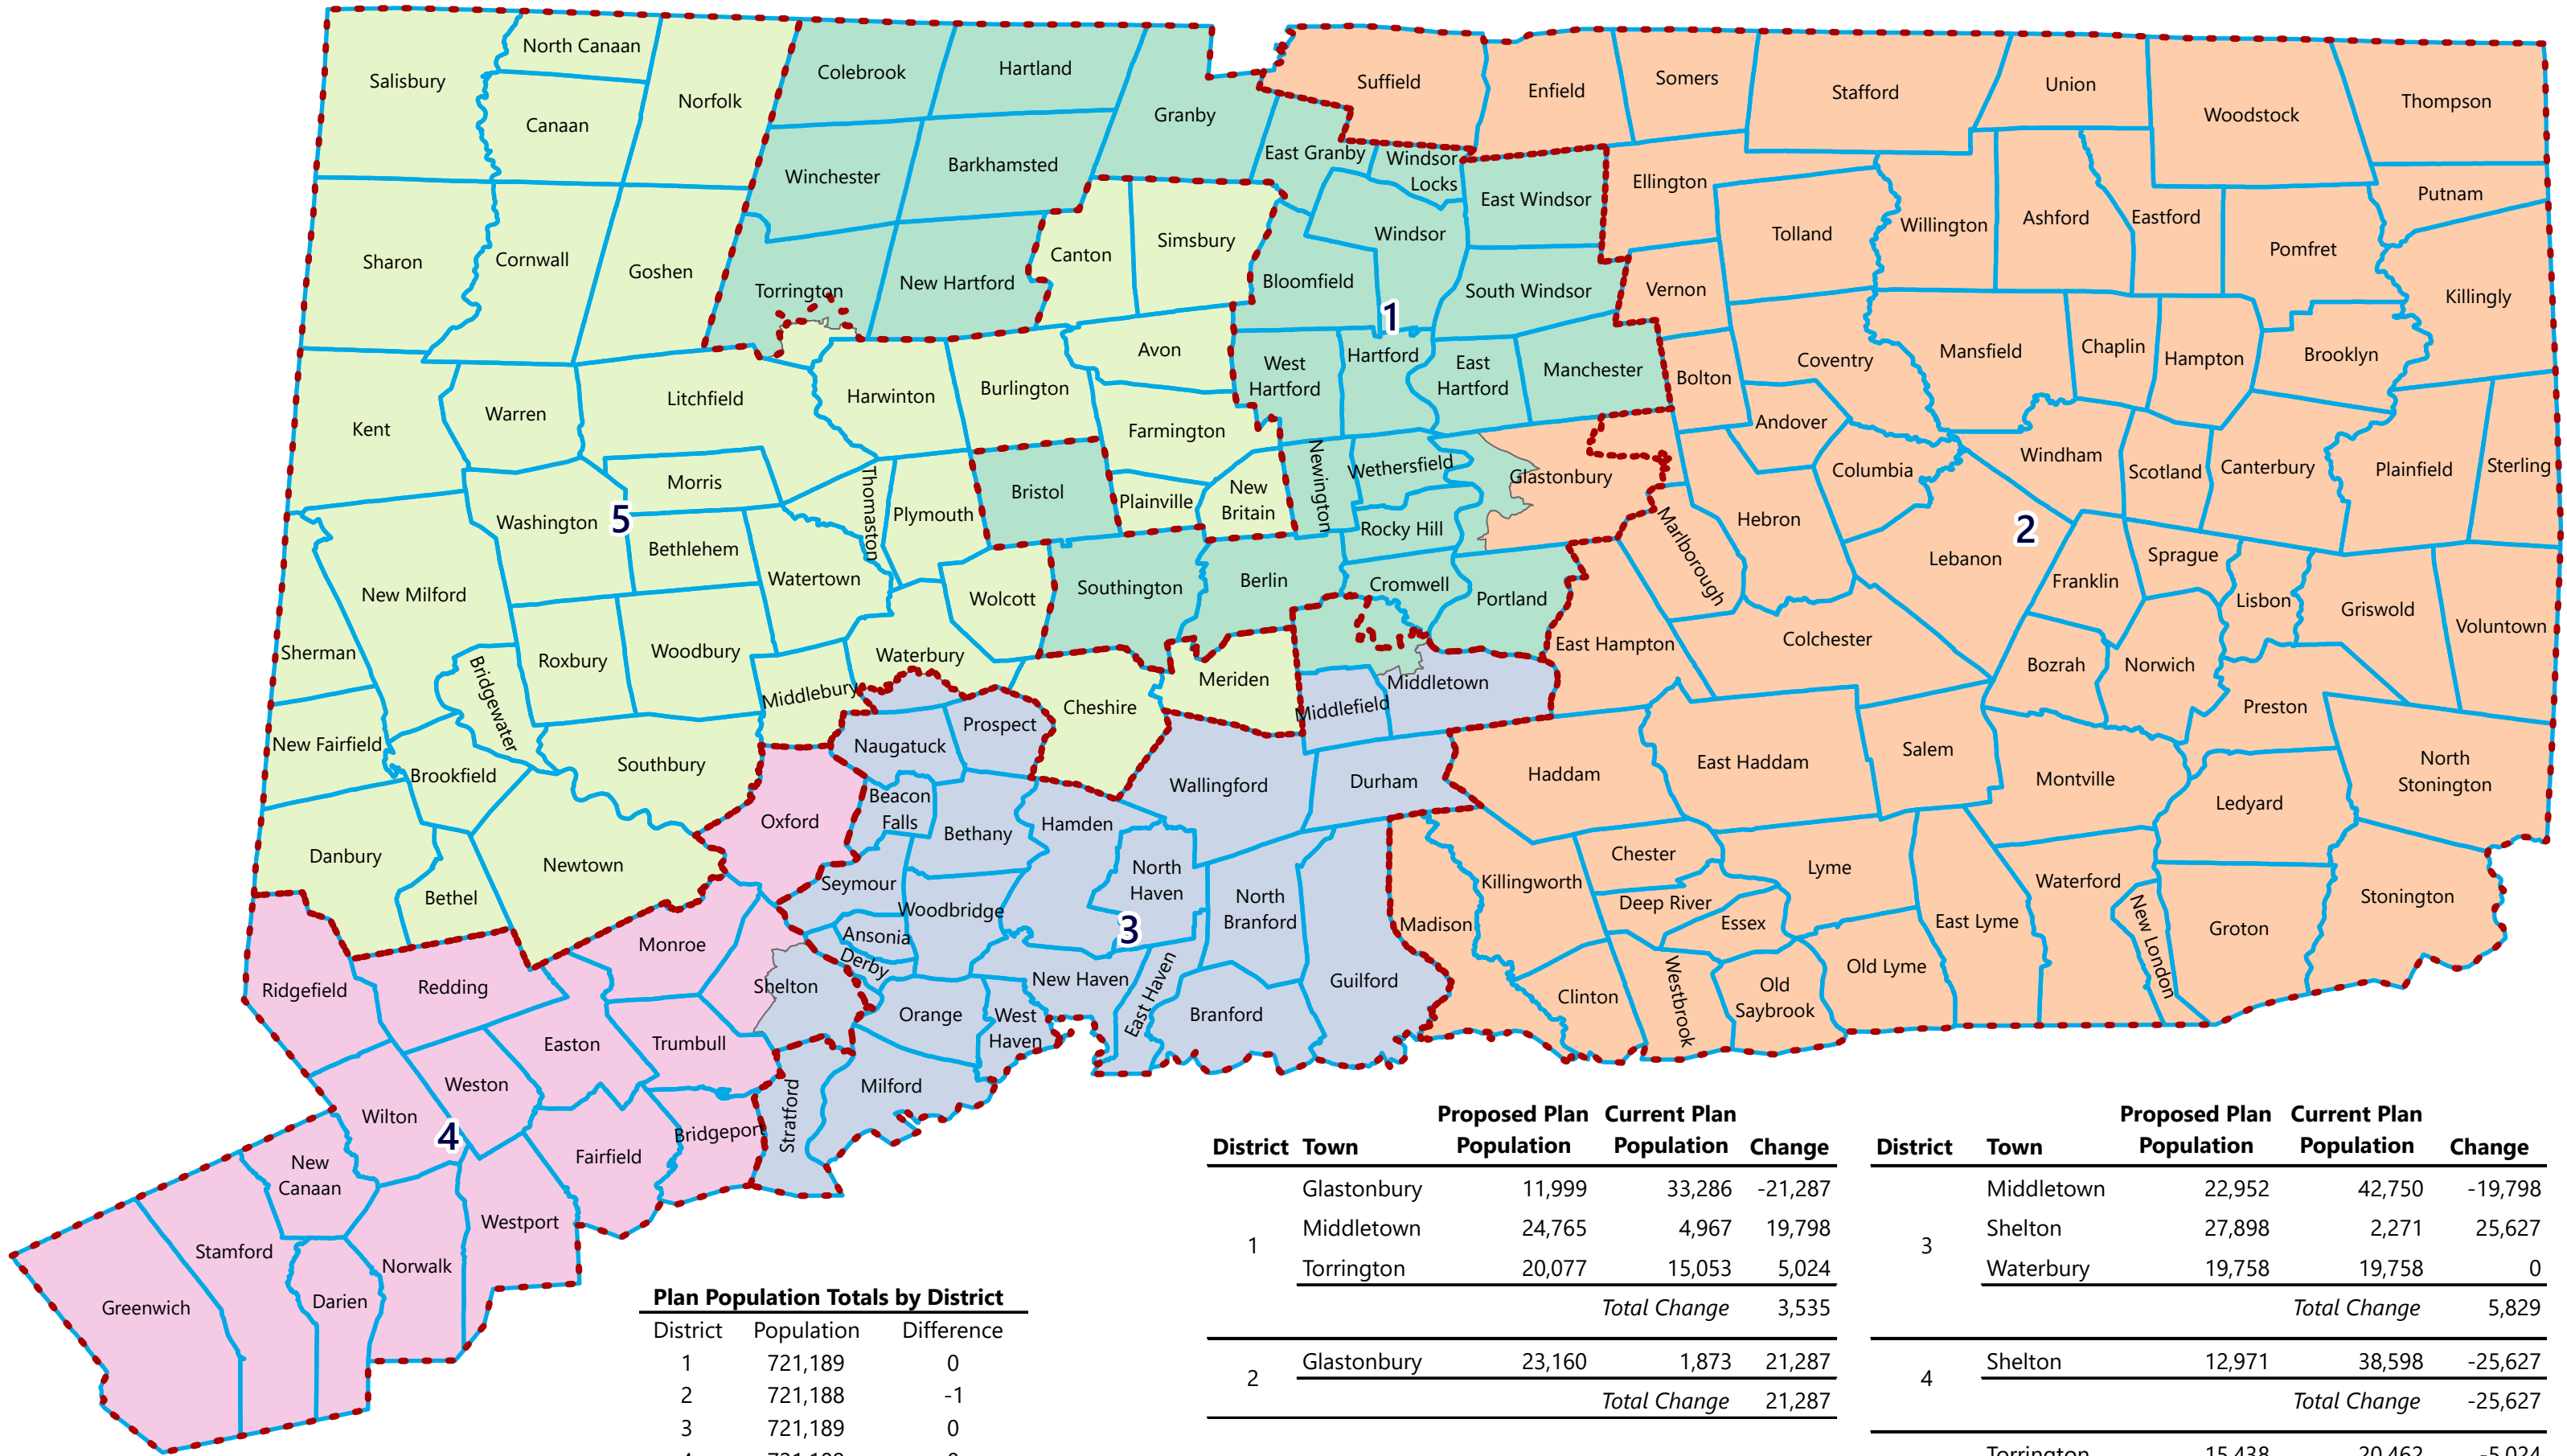 North Canaan
Salisbury
Canaan
Norfolk
Colebrook
Hartland
Granby
Suffield
Enfield
Somers
Stafford
Union
Woodstock
Thompson
Winchester
Barkhamsted
East Granby
Windsor
Locks
East Windsor
Ellington
Tolland
Willington
Ashford
Eastford
Pomfret
Putnam
Killingly
Sharon
Cornwall
Goshen
Torrington
New Hartford
Canton
Simsbury
Windsor
Bloomfield
1
South Windsor
Vernon
Kent
Warren
Litchfield
Harwinton
Burlington
Avon
Farmington
West
Hartford
Hartford
East
Hartford
Manchester
Bolton
Coventry
Andover
Mansfield
Chaplin
Hampton
Brooklyn
Washington
5
Morris
Bethlehem
Thomaston
Plymouth
Bristol
Plainville
New
Britain
Newington
Wethersfield
Rocky Hill
Glastonbury
Marlborough
Hebron
Columbia
Windham
Scotland
Canterbury
Plainfield
Sterling
2
Lebanon
Franklin
Sprague
Lisbon
Griswold
Voluntown
New Milford
Sherman
Bridgewater
Roxbury
Woodbury
Watertown
Wolcott
Waterbury
Middlebury
Southington
Berlin
Cromwell
Portland
East Hampton
Colchester
Bozrah
Norwich
Preston
North
Stonington
New Fairfield
Brookfield
Southbury
Naugatuck
Prospect
Cheshire
Meriden
Middlefield
Middletown
Wallingford
Durham
Haddam
East Haddam
Salem
Montville
Ledyard
Danbury
Bethel
Newtown
Oxford
Beacon
Falls
Bethany
Hamden
North
Haven
North
Branford
Seymour
Woodbridge
Ansonia
Derby
3
Guilford
Madison
Killingworth
Chester
Deep River
Essex
Lyme
East Lyme
Waterford
New London
Groton
Stonington
Ridgefield
Redding
Monroe
Shelton
Orange
New Haven
West
Haven
East Haven
Branford
Clinton
Westbrook
Old
Saybrook
Old Lyme
Easton
Trumbull
Weston
Wilton
4
Milford
Stratford
Bridgeport
Fairfield
New
Canaan
Westport
Stamford
Norwalk
Darien
Greenwich
Plan Population Totals by District
District Population Difference
1 721,189 0
2 721,188 -1
3 721,189 0
Proposed Plan Current Plan
District Town Population Population Change
Glastonbury 11,999 33,286 -21,287
Middletown 24,765 4,967 19,798
1
Torrington 20,077 15,053 5,024
Total Change 3,535
Glastonbury 23,160 1,873 21,287
2
Total Change 21,287
Proposed Plan Current Plan
District Town Population Population Change
Middletown 22,952 42,750 -19,798
Shelton 27,898 2,271 25,627
3
Waterbury 19,758 19,758 0
Total Change 5,829
Shelton 12,971 38,598 -25,627
4
Total Change -25,627
Torrington 15,438 20,462 -5,024